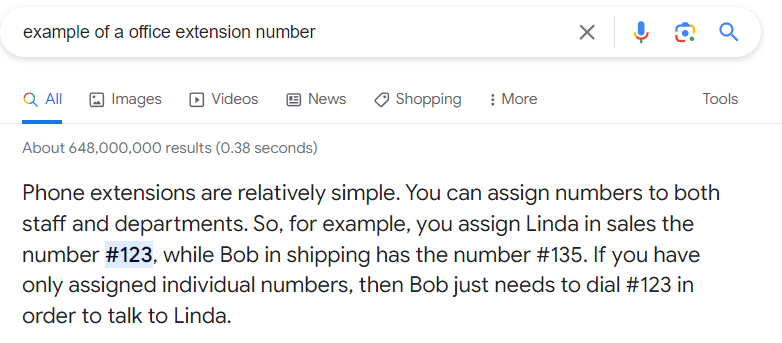 example of a office extension number
All Images Videos News Shopping More Tools
About 648,000,000 results (0.38 seconds)
Phone extensions are relatively simple. You can assign numbers to both
staff and departments. So, for example, you assign Linda in sales the
number #123, while Bob in shipping has the number #135. If you have
only assigned individual numbers, then Bob just needs to dial #123 in
order to talk to Linda.